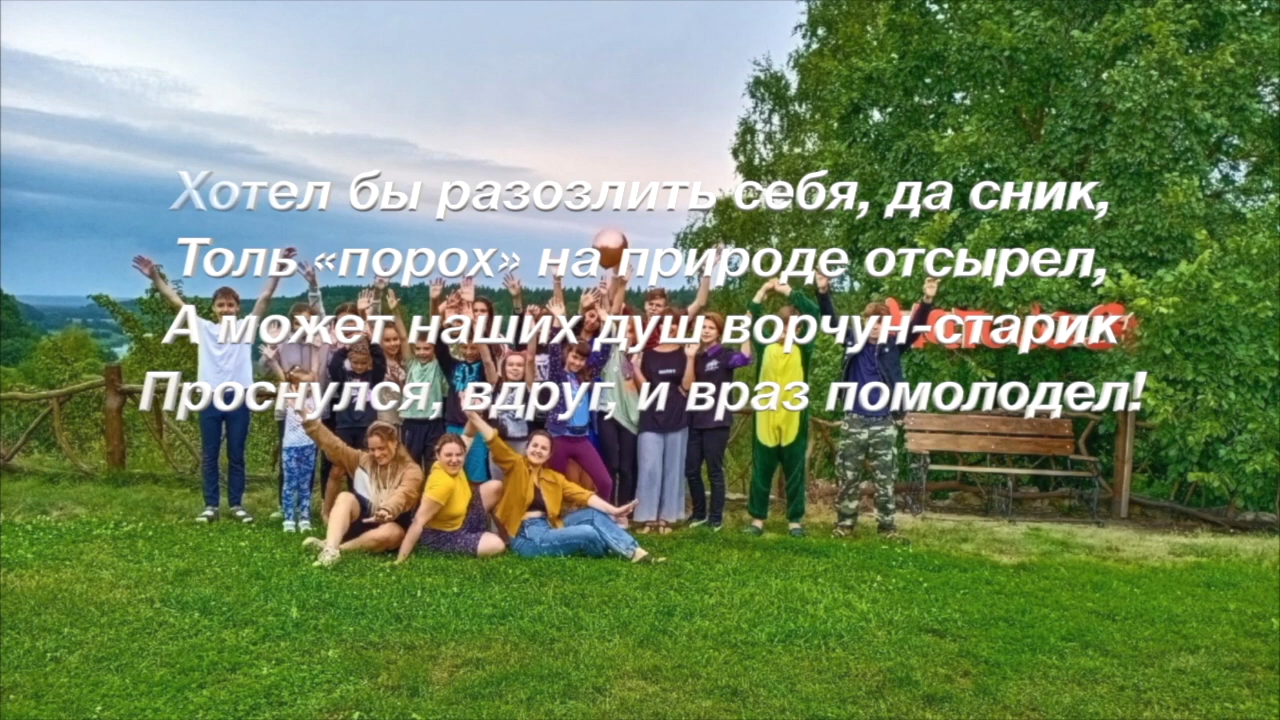 Хотел бы разозлить себя, да сник,
Толь «порох» на природе отсырел,
А может наших душ ворчун-старик
Проснулся, вдруг, и враз помолодел!